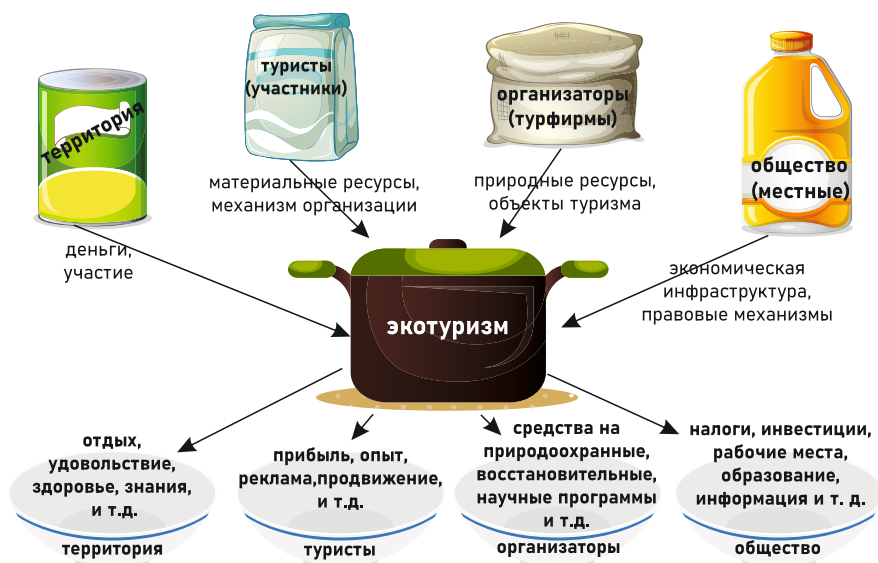 территория
туристы
(участники)
организаторы
(турфирмы)
общество
(местные)
деньги,
участие
материальные ресурсы,
механизм организации
природные ресурсы,
объекты туризма
экономическая
инфраструктура,
правовые механизмы
экотуризм
отдых,
удовольствие,
здоровье, знания,
и т.д.
территория
прибыль, опыт,
реклама,продвижение,
и т.д.
туристы
средства на
природоохранные,
восстановительные,
научные программы
и т.д.
организаторы
налоги, инвестиции,
рабочие места,
образование,
информация и т. д.
общество